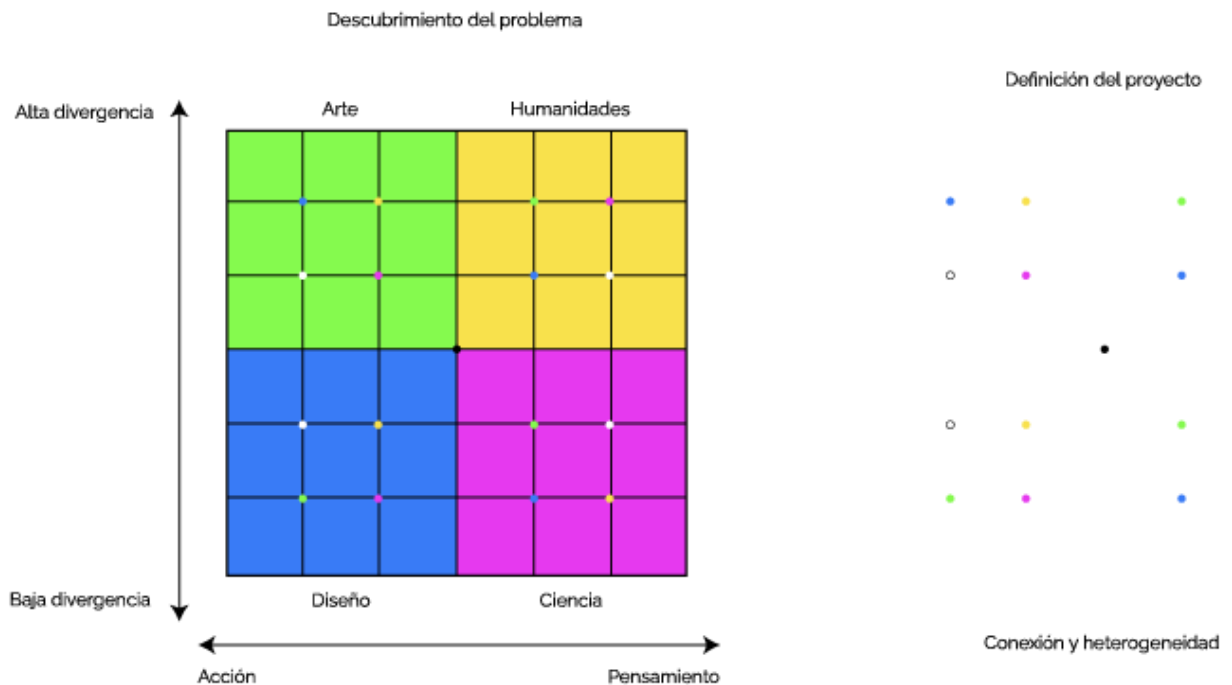 Descubrimiento del problema
Definición del proyecto
Alta divergencia
Arte
Humanidades
Baja divergencia
Diseño
Ciencia
Conexión y heterogeneidad
Acción
Pensamiento